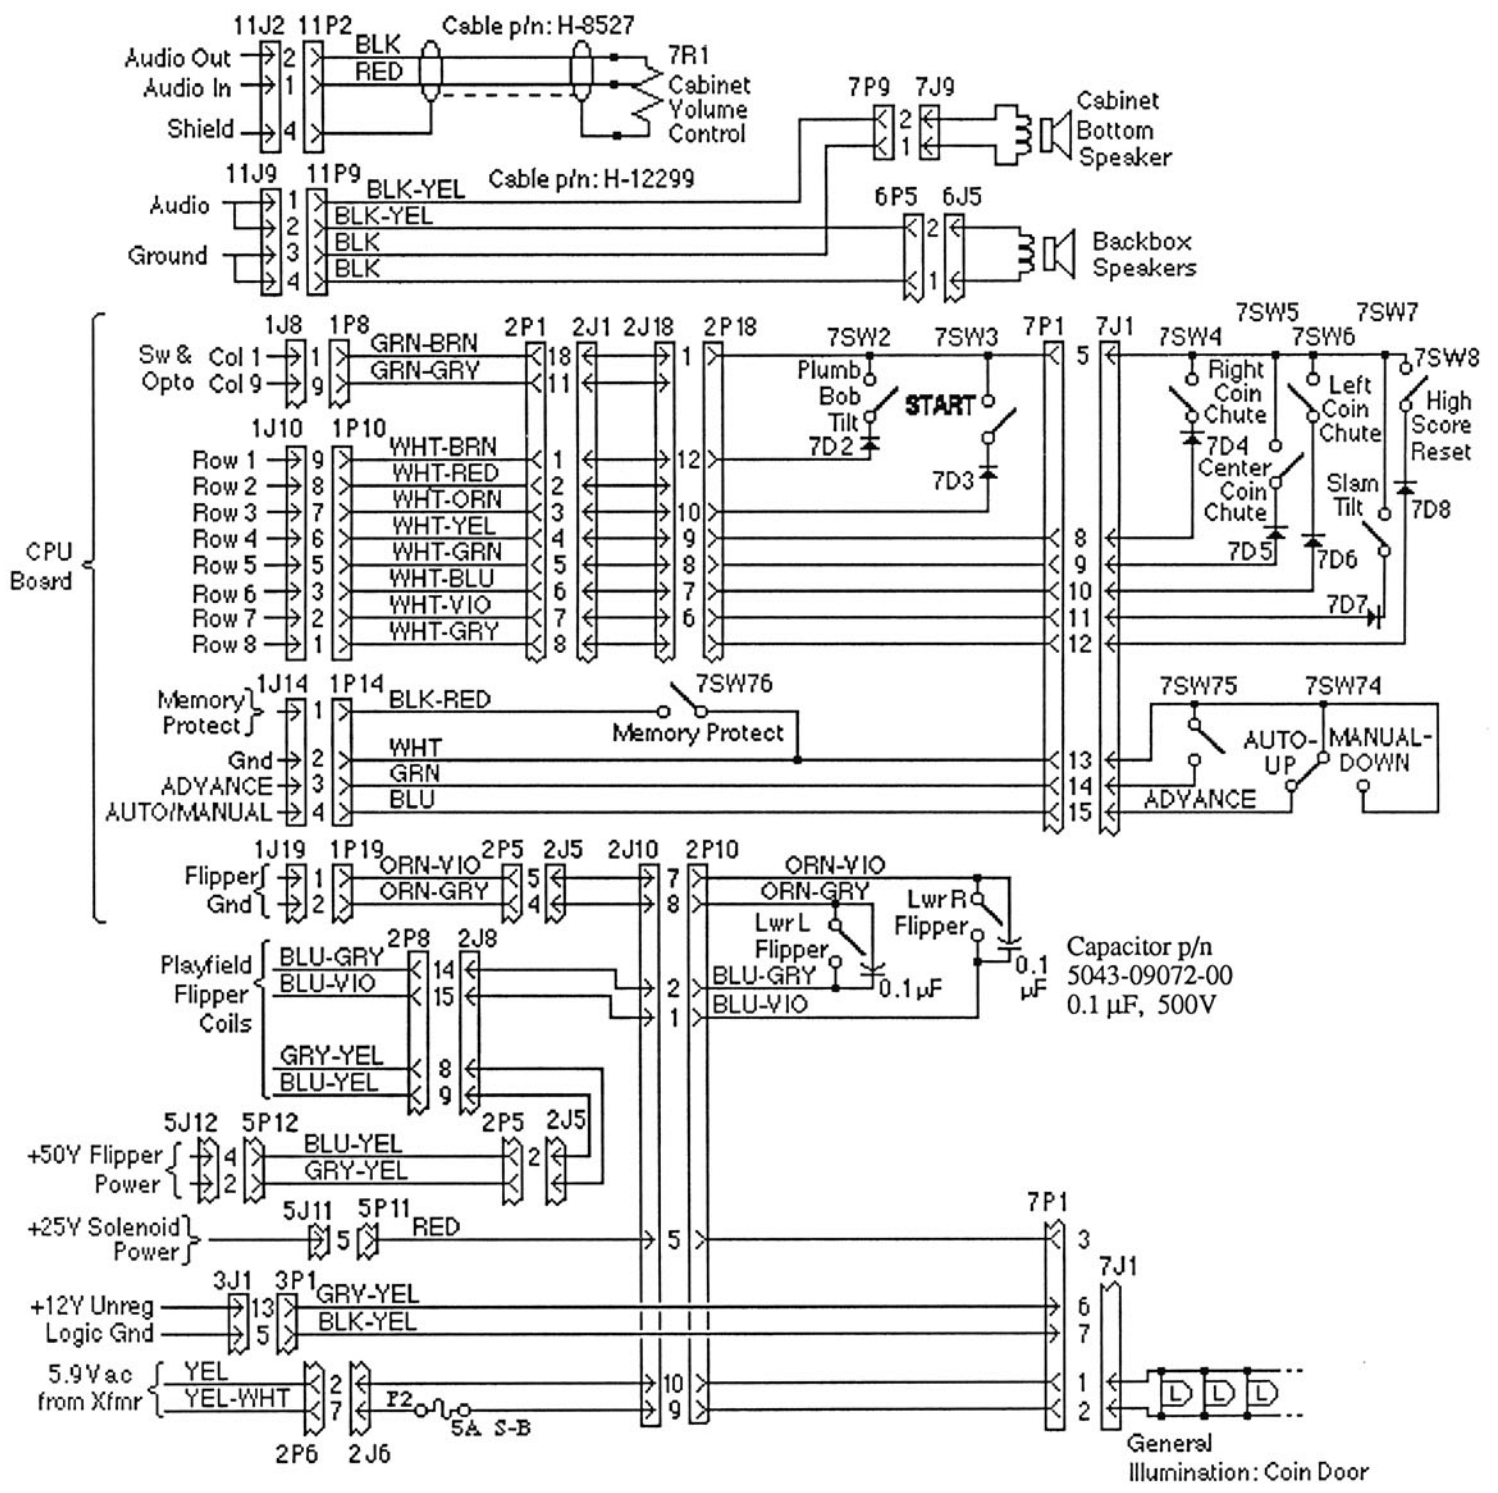 11J2 11P2 Cable p/n: H-8527
Audio Out 2 BLK
Audio In 1 RED
Shield 4
7R1
Cabinet
Volume
Control
7P9 7J9
2
1
Cabinet
Bottom
Speaker
11J9 11P9 Cable p/n: H-12299
Audio 1 BLK-YEL
2 BLK-YEL
Ground 3 BLK
4 BLK
6P5 6J5
2
1
Backbox
Speakers
CPU
Board
1J8 1P8 2P1 2J1 2J18 2P18 7SW2 7SW3 7P1 7J1 7SW4 7SW5 7SW6 7SW7
Sw & Col 1 1 GRN-BRN 18 1 5
Opto Col 9 9 GRN-GRY 11
Plumb
Bob
Tilt
7D2
START
7D3
Right
Coin
Chute
7D4
Center
Coin
Chute
7D5
Left
Coin
Chute
7D6
Slam
Tilt
7D7
7SW8
High
Score
Reset
7D8
1J10 1P10
Row 1 9 WHT-BRN 1 12
Row 2 8 WHT-RED 2
Row 3 7 WHT-ORN 3 10
Row 4 6 WHT-YEL 4 9 8
Row 5 5 WHT-GRN 5 8 9
Row 6 3 WHT-BLU 6 7 10
Row 7 2 WHT-VIO 7 6 11
Row 8 1 WHT-GRY 8 12
1J14 1P14 7SW76 7SW75 7SW74
Memory
Protect
1 BLK-RED
Memory Protect
Gnd 2 WHT 13
ADVANCE 3 GRN 14
AUTO/MANUAL 4 BLU 15 ADVANCE
AUTO-
UP
MANUAL-
DOWN
1J19 1P19 2P5 2J5 2J10 2P10
Flipper 1 ORN-VIO 5 7 ORN-VIO
Gnd 2 ORN-GRY 4 8 ORN-GRY
Lwr L
Flipper
0.1 µF
Lwr R
Flipper
0.1
µF
Capacitor p/n
5043-09072-00
0.1 µF, 500V
2P8 2J8
Playfield
Flipper
Coils
BLU-GRY 14 2 BLU-GRY
BLU-VIO 15 1 BLU-VIO
GRY-YEL 8
BLU-YEL 9
5J12 5P12 2P5 2J5
+50V Flipper
Power
4 BLU-YEL 2
2 GRY-YEL
5J11 5P11 7P1
+25V Solenoid
Power
5 RED 5 3
3J1 3P1 7J1
+12V Unreg 13 GRY-YEL 6
Logic Gnd 5 BLK-YEL 7
5.9Vac
from Xfmr
YEL 2 10 1
YEL-WHT 7 F2 5A S-B 9 2
2P6 2J6
L L L
General
Illumination: Coin Door